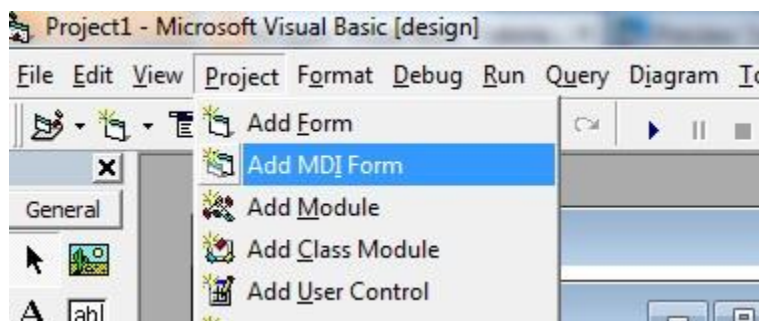 Project1 - Microsoft Visual Basic [design]
File Edit View Project Format Debug Run Query Diagram
Add Form
Add MDI Form
General
Add Module
Add Class Module
A abl
Add User Control